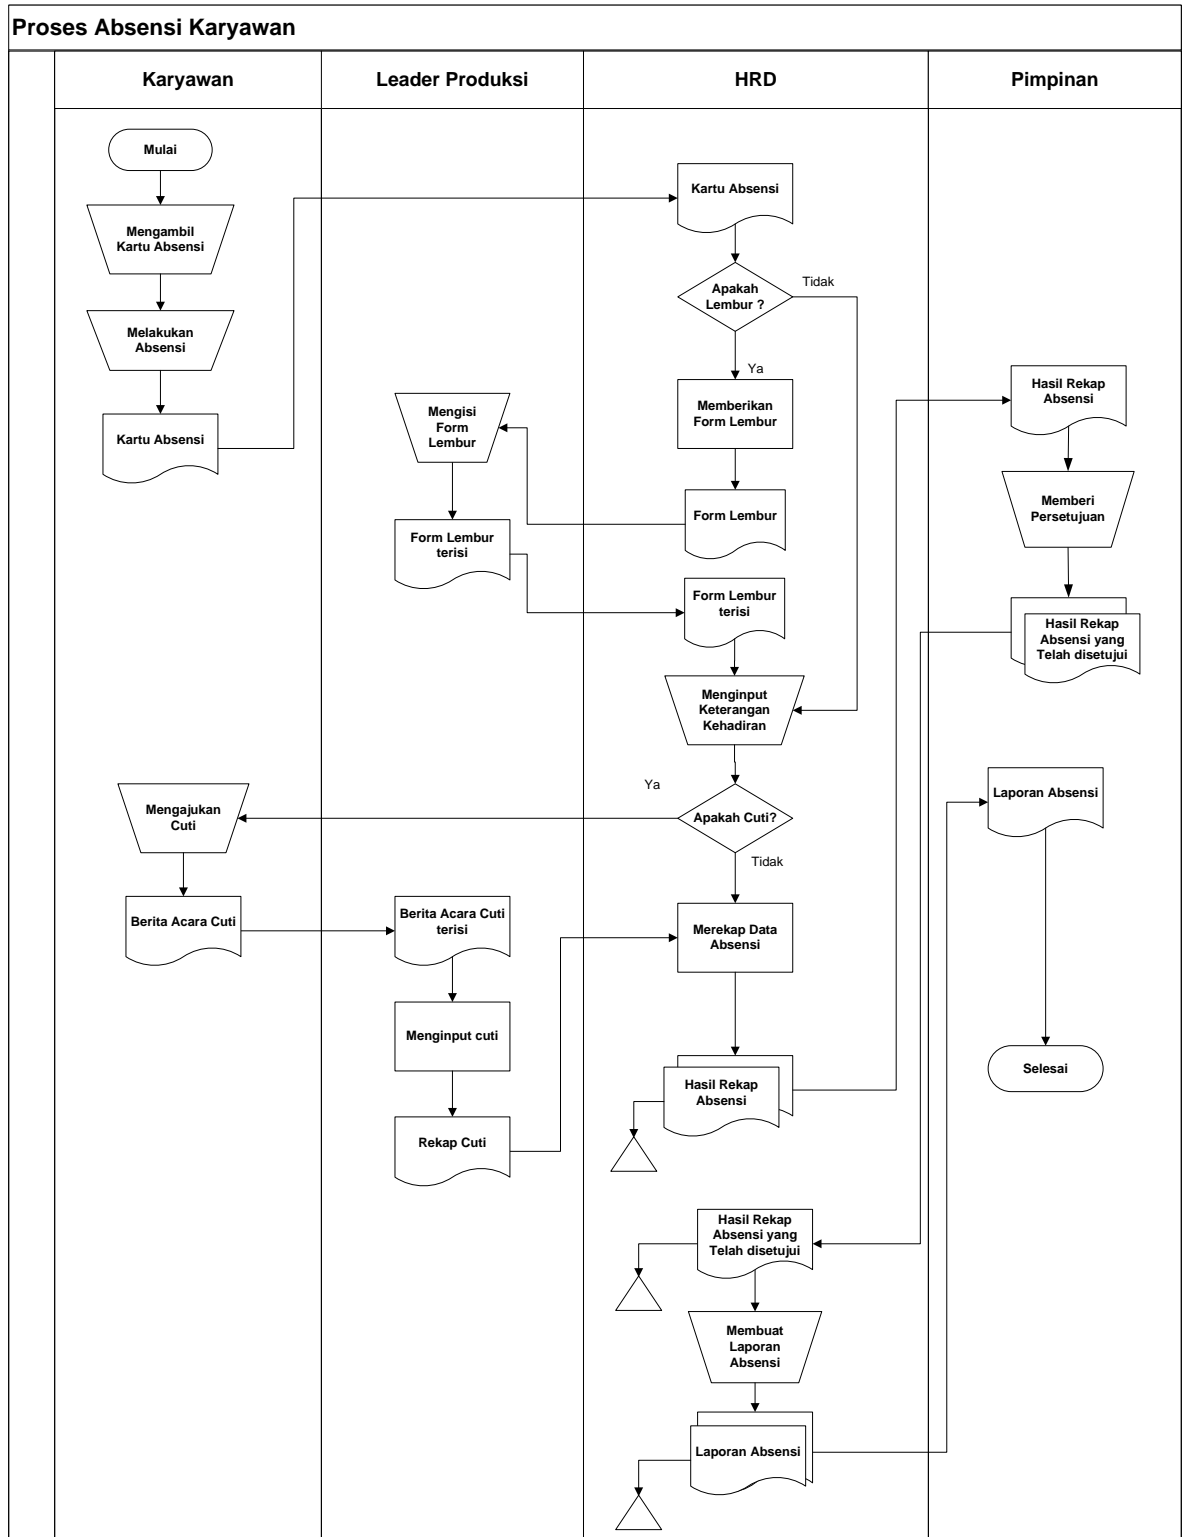 Proses Absensi Karyawan
Karyawan
Leader Produksi
HRD
Pimpinan
Mulai
Mengambil
Kartu Absensi
Melakukan
Absensi
Kartu Absensi
Kartu Absensi
Apakah
Lembur ?
Tidak
Ya
Memberikan
Form Lembur
Form Lembur
Mengisi
Form
Lembur
Form Lembur
terisi
Form Lembur
terisi
Menginput
Keterangan
Kehadiran
Apakah Cuti?
Ya
Tidak
Mengajukan
Cuti
Berita Acara Cuti
Berita Acara Cuti
terisi
Menginput cuti
Rekap Cuti
Merekap Data
Absensi
Hasil Rekap
Absensi
Hasil Rekap
Absensi
Memberi
Persetujuan
Hasil Rekap
Absensi yang
Telah disetujui
Hasil Rekap
Absensi yang
Telah disetujui
Membuat
Laporan
Absensi
Laporan Absensi
Laporan Absensi
Selesai